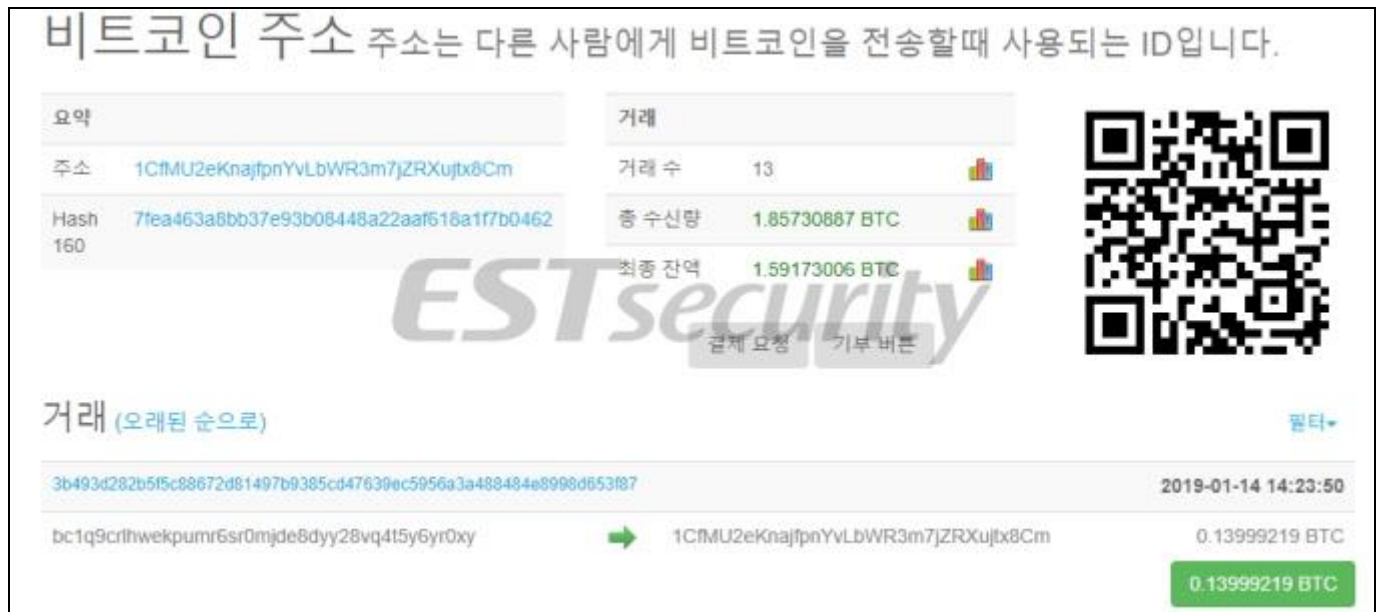 비트코인 주소 주소는 다른 사람에게 비트코인을 전송할때 사용되는 ID입니다.
요약
주소 1CfMU2eKnajfpnYvLbWR3m7jZRXujtx8Cm
Hash 160 7fea463a8bb37e93b08448a22aaf618a1f7b0462
거래
거래 수 13
총 수신량 1.85730887 BTC
최종 잔액 1.59173006 BTC
ESTsecurity
결제 요청 기부 버튼
거래 (오래된 순으로) 필터
3b493d282b5f5c88672d81497b9385cd47639ec5956a3a488484e8998d653f87 2019-01-14 14:23:50
bc1q9crlhwekpumr6sr0mjde8dyy28vq4t5y6yr0xy 1CfMU2eKnajfpnYvLbWR3m7jZRXujtx8Cm 0.13999219 BTC
0.13999219 BTC